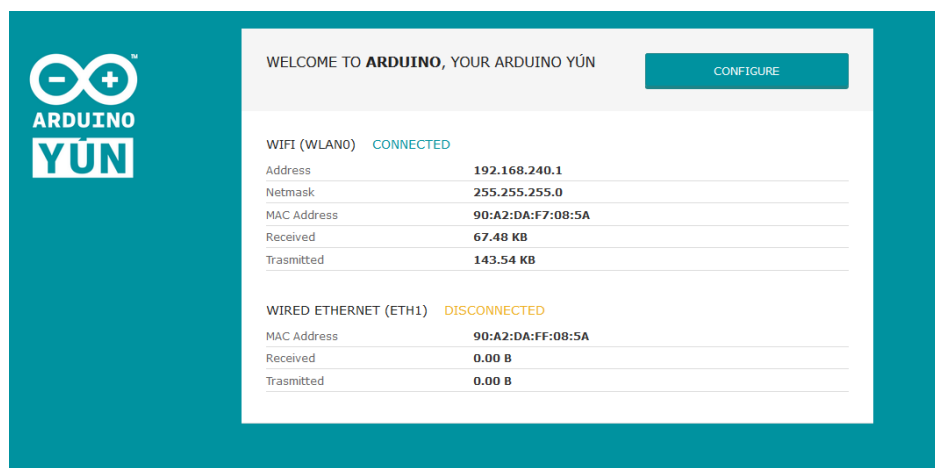 ARDUINO
YÚN
WELCOME TO ARDUINO, YOUR ARDUINO YÚN
CONFIGURE
WIFI (WLAN0) CONNECTED
Address 192.168.240.1
Netmask 255.255.255.0
MAC Address 90:A2:DA:F7:08:5A
Received 67.48 KB
Trasmitted 143.54 KB
WIRED ETHERNET (ETH1) DISCONNECTED
MAC Address 90:A2:DA:FF:08:5A
Received 0.00 B
Trasmitted 0.00 B